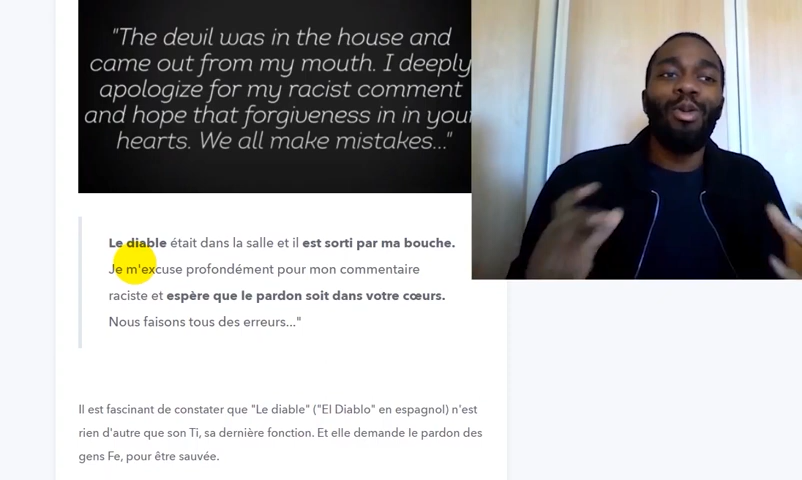 "The devil was in the house and
came out from my mouth. I deeply
apologize for my racist comment
and hope that forgiveness in in your
hearts. We all make mistakes..."
Le diable était dans la salle et il est sorti par ma bouche.
Je m'excuse profondément pour mon commentaire
raciste et espère que le pardon soit dans votre cœurs.
Nous faisons tous des erreurs..."
Il est fascinant de constater que "Le diable" ("El Diablo" en espagnol) n'est
rien d'autre que son Ti, sa dernière fonction. Et elle demande le pardon des
gens Fe, pour être sauvée.